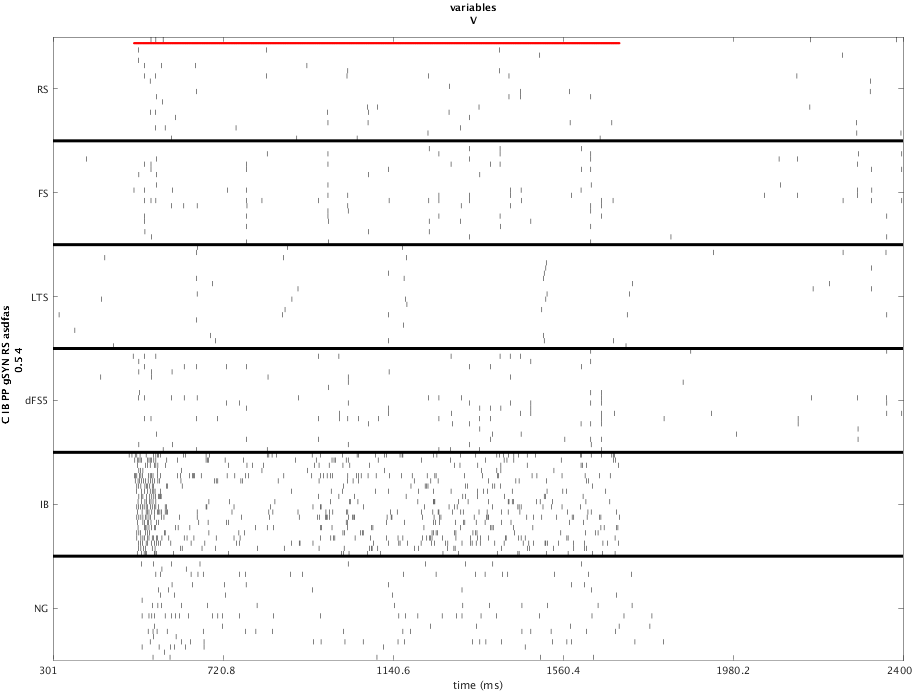 variables
V
RS
FS
LTS
dFS5
IB
NG
C IB PP gSYN RS asdfas
0.5 4
301
720.8
1140.6
1560.4
1980.2
2400
time (ms)